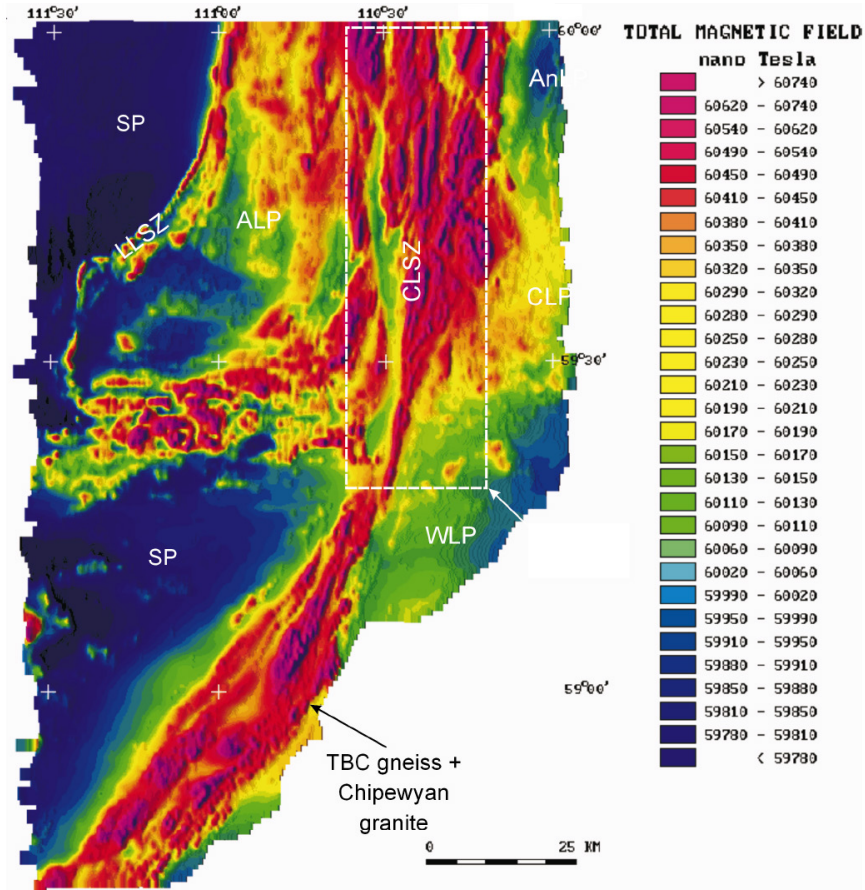 111°30' 111°00' 110°30'
60°00'
SP
An
LLSZ
ALP
CLSZ
CLP
59°30'
SP
WLP
59°00'
TBC gneiss +
Chipewyan
granite
0 25 KM
TOTAL MAGNETIC FIELD
nano Tesla
> 60740
60620 - 60740
60540 - 60620
60490 - 60540
60450 - 60490
60410 - 60450
60380 - 60410
60350 - 60380
60320 - 60350
60290 - 60320
60280 - 60290
60250 - 60280
60230 - 60250
60210 - 60230
60190 - 60210
60170 - 60190
60150 - 60170
60130 - 60150
60110 - 60130
60090 - 60110
60060 - 60090
60020 - 60060
59990 - 60020
59950 - 59990
59910 - 59950
59880 - 59910
59850 - 59880
59810 - 59850
59780 - 59810
< 59780